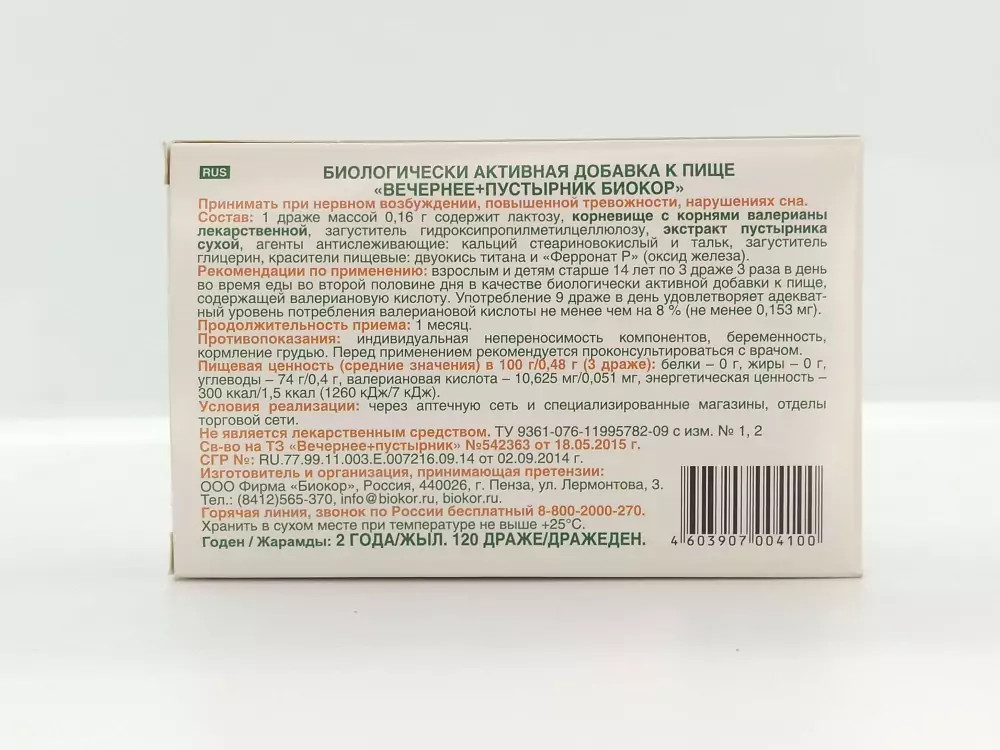 RUS
БИОЛОГИЧЕСКИ АКТИВНАЯ ДОБАВКА К ПИЩЕ
«ВЕЧЕРНЕЕ+ПУСТЫРНИК БИОКОР»
Принимать при нервном возбуждении, повышенной тревожности, нарушениях сна.
Состав: 1 драже массой 0,16 г содержит лактозу, корневище с корнями валерианы
лекарственной, загуститель гидроксипропилметилцеллюлозу, экстракт пустырника
сухой, агенты антислеживающие: кальций стеариновокислый и тальк, загуститель
глицерин, красители пищевые: двуокись титана и «Ферронат Р» (оксид железа).
Рекомендации по применению: взрослым и детям старше 14 лет по 3 драже 3 раза в день
во время еды во второй половине дня в качестве биологически активной добавки к пище,
содержащей валериановую кислоту. Употребление 9 драже в день удовлетворяет адекват-
ный уровень потребления валериановой кислоты не менее чем на 8 % (не менее 0,153 мг).
Продолжительность приема: 1 месяц.
Противопоказания: индивидуальная непереносимость компонентов, беременность,
кормление грудью. Перед применением рекомендуется проконсультироваться с врачом.
Пищевая ценность (средние значения) в 100 г/0,48 г (3 драже): белки – 0 г, жиры – 0 г,
углеводы – 74 г/0,4 г, валериановая кислота – 10,625 мг/0,051 мг, энергетическая ценность –
300 ккал/1,5 ккал (1260 кДж/7 кДж).
Условия реализации: через аптечную сеть и специализированные магазины, отделы
торговой сети.
Не является лекарственным средством. ТУ 9361-076-11995782-09 с изм. № 1, 2
Св-во на ТЗ «Вечернее+пустырник» №542363 от 18.05.2015 г.
СГР №: RU.77.99.11.003.Е.007216.09.14 от 02.09.2014 г.
Изготовитель и организация, принимающая претензии:
ООО Фирма “Биокор”, Россия, 440026, г. Пенза, ул. Лермонтова, 3.
Тел.: (8412)565-370, info@biokor.ru, biokor.ru.
Горячая линия, звонок по России бесплатный 8-800-2000-270.
Хранить в сухом месте при температуре не выше +25°С.
Годен / Жарамды: 2 ГОДА/ЖЫЛ. 120 ДРАЖЕ/ДРАЖЕДЕН.
4 603907 004100